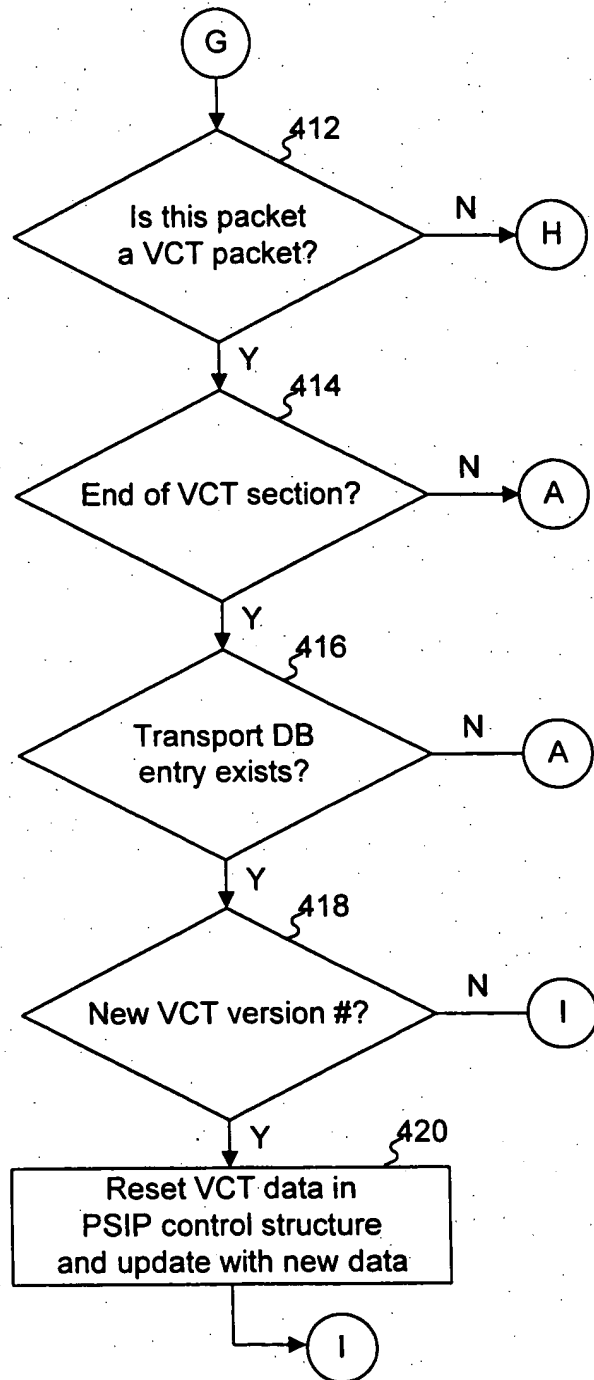 G
412
Is this packet
a VCT packet?
N
H
Y
414
End of VCT section?
N
A
Y
416
Transport DB
entry exists?
N
A
Y
418
New VCT version #?
N
I
Y
420
Reset VCT data in
PSIP control structure
and update with new data
I